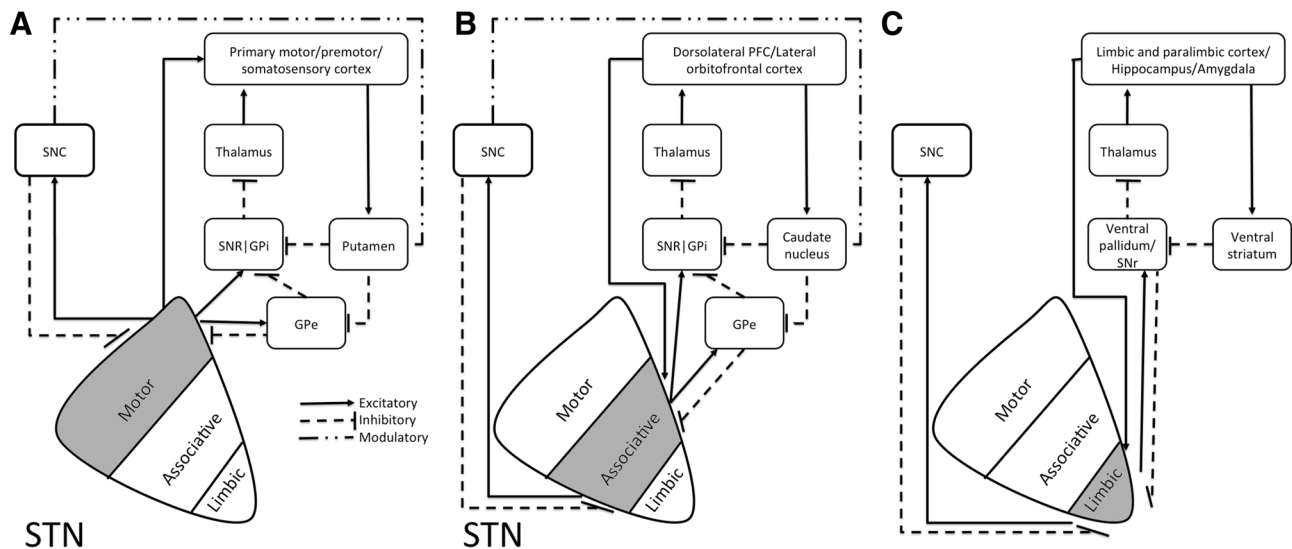 A
Primary motor/premotor/
somatosensory cortex
SNC
Thalamus
SNR|GPi
Putamen
GPe
Motor
Associative
Limbic
STN
Excitatory
Inhibitory
Modulatory
B
Dorsolateral PFC/Lateral
orbitofrontal cortex
SNC
Thalamus
SNR|GPi
Caudate
nucleus
GPe
Motor
Associative
Limbic
STN
C
Limbic and paralimbic cortex/
Hippocampus/Amygdala
SNC
Thalamus
Ventral
pallidum/
SNr
Ventral
striatum
Motor
Associative
Limbic